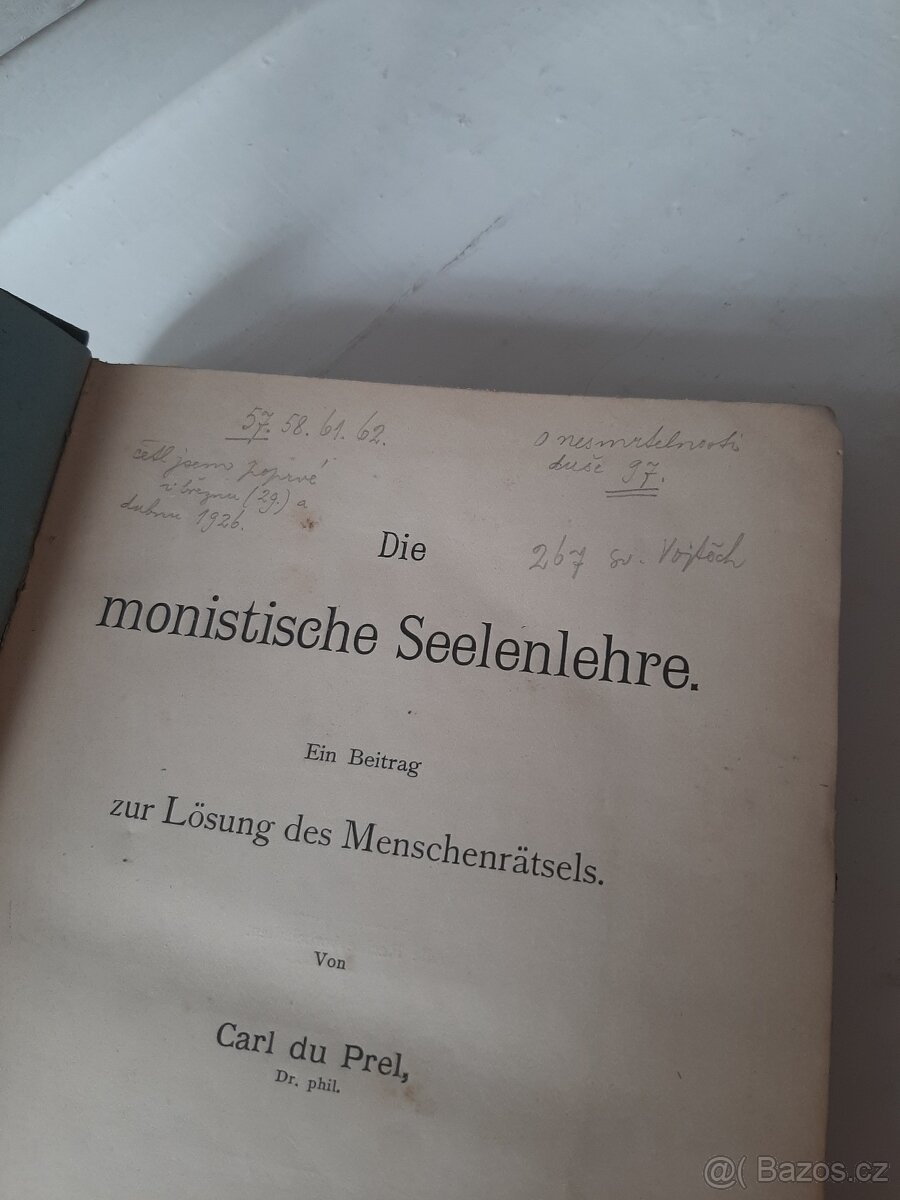 57. 58. 61. 62.
četl jsem poprvé
v březnu (29.) a
dubnu 1926.
o nesmrtelnosti
duše 97.
267 sv. Vojtěch
Die
monistische Seelenlehre.
Ein Beitrag
zur Lösung des Menschenrätsels.
Von
Carl du Prel,
Dr. phil.
@( Bazos.cz